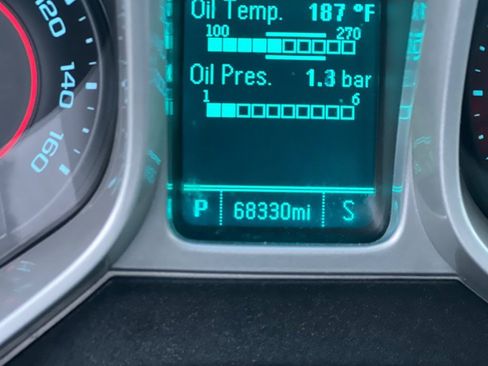 Oil Temp. 187 °F
100 270
Oil Pres. 1.3 bar
1 6
P 68330mi S
120
140
160